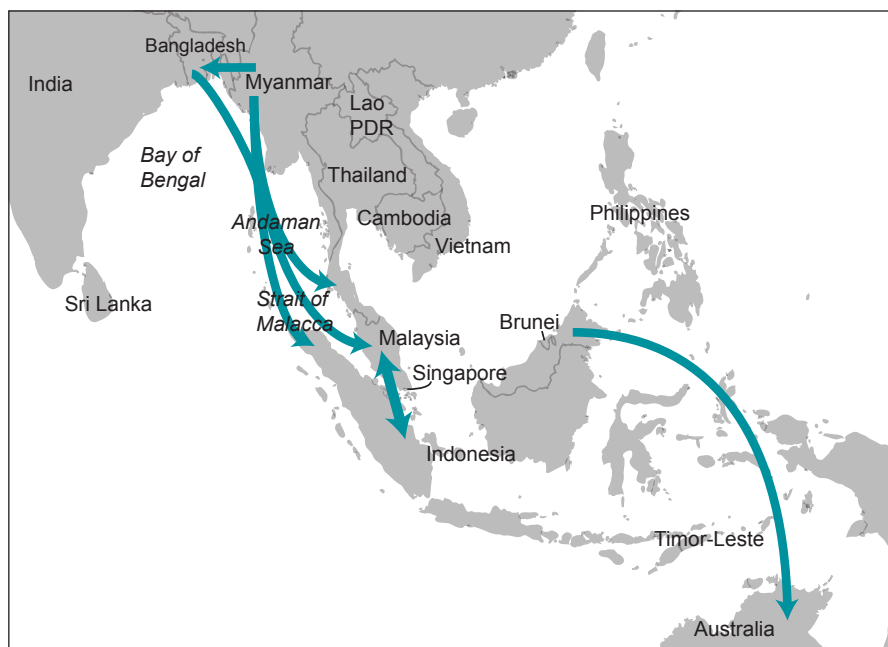 Bangladesh
India
Myanmar
Lao
PDR
Bay of
Bengal
Thailand
Philippines
Cambodia
Andaman
Sea
Vietnam
Sri Lanka
Strait of
Malacca
Brunei
Malaysia
Singapore
Indonesia
Timor-Leste
Australia